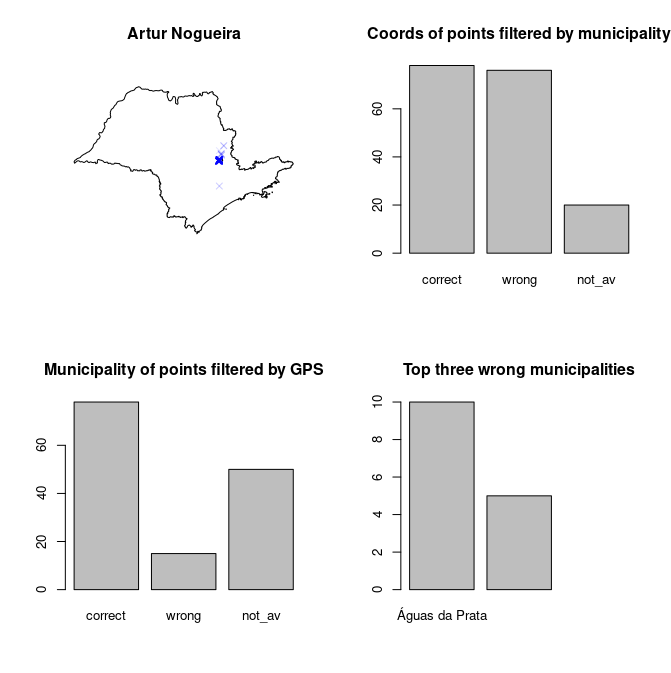 Artur Nogueira
Coords of points filtered by municipality
0 20 40 60
correct wrong not_av
Municipality of points filtered by GPS
0 20 40 60
correct wrong not_av
Top three wrong municipalities
0 2 4 6 8 10
Águas da Prata